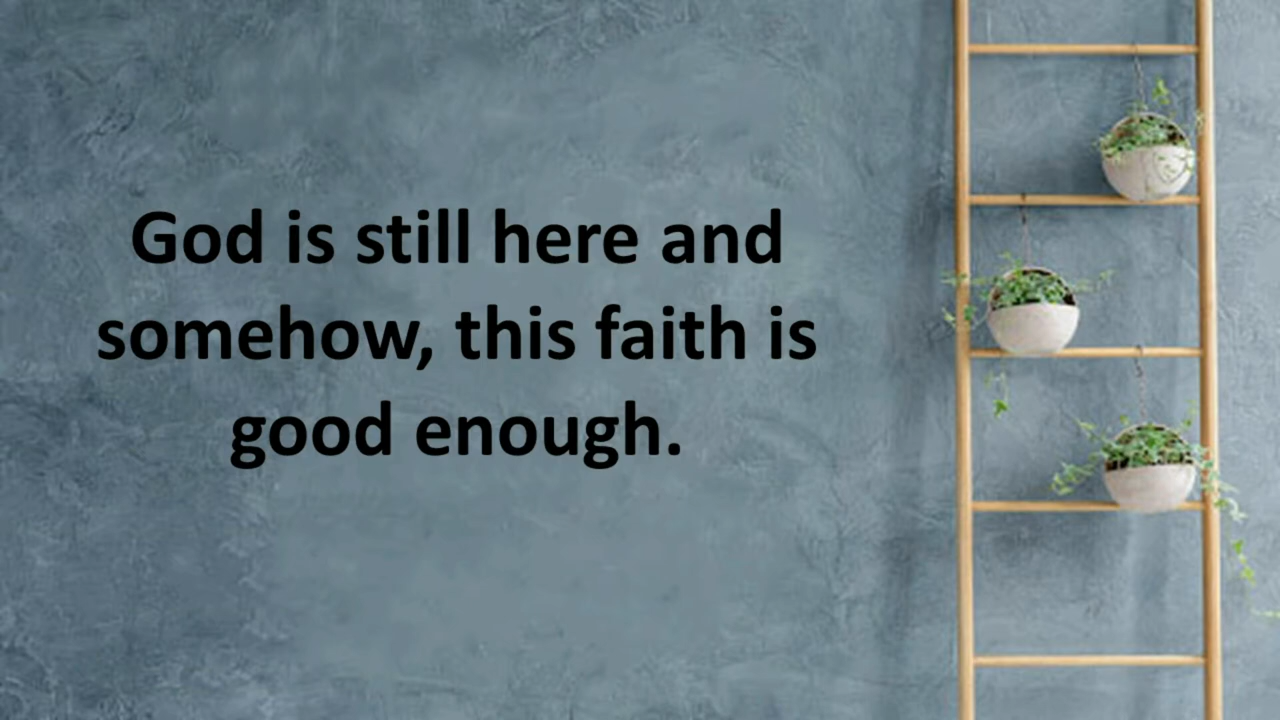 God is still here and
somehow, this faith is
good enough.